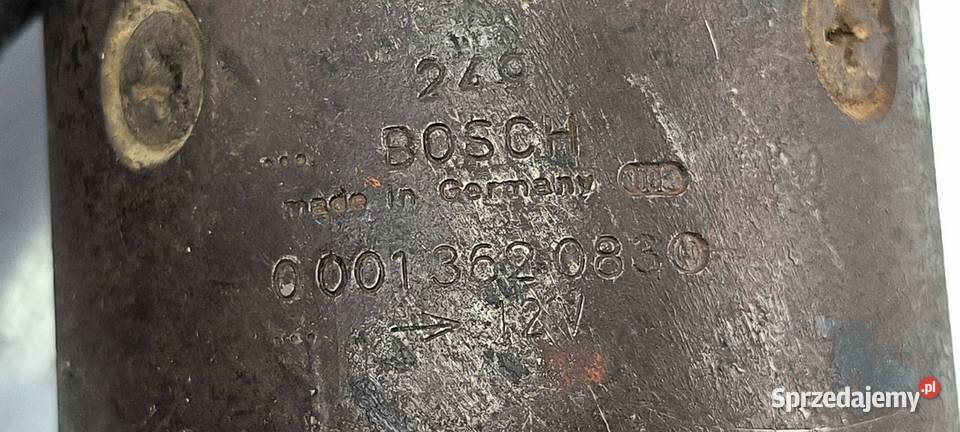 249
BOSCH
made in Germany
0 001 362 083
→ 12V
Sprzedajemy.pl